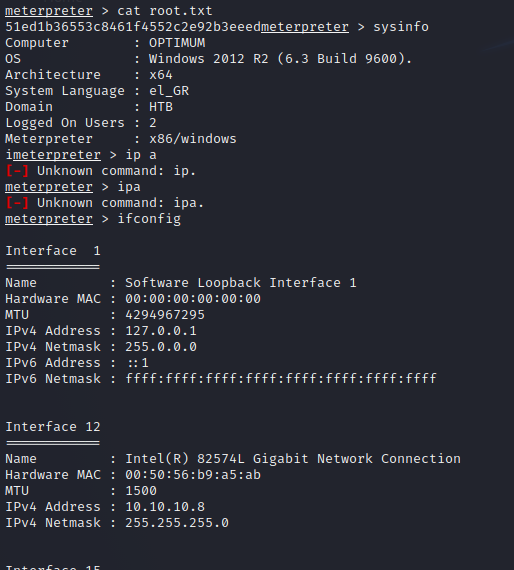 meterpreter > cat root.txt
51ed1b36553c8461f4552c2e92b3eeedmeterpreter > sysinfo
Computer        : OPTIMUM
OS              : Windows 2012 R2 (6.3 Build 9600).
Architecture    : x64
System Language : el_GR
Domain          : HTB
Logged On Users : 2
Meterpreter     : x86/windows
imeterpreter > ip a
[-] Unknown command: ip.
meterpreter > ipa
[-] Unknown command: ipa.
meterpreter > ifconfig
Interface  1
============
Name         : Software Loopback Interface 1
Hardware MAC : 00:00:00:00:00:00
MTU          : 4294967295
IPv4 Address : 127.0.0.1
IPv4 Netmask : 255.0.0.0
IPv6 Address : ::1
IPv6 Netmask : ffff:ffff:ffff:ffff:ffff:ffff:ffff:ffff
Interface 12
============
Name         : Intel(R) 82574L Gigabit Network Connection
Hardware MAC : 00:50:56:b9:a5:ab
MTU          : 1500
IPv4 Address : 10.10.10.8
IPv4 Netmask : 255.255.255.0